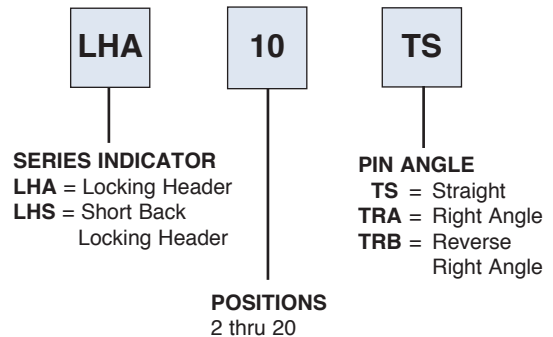 LHA 10 TS
SERIES INDICATOR
LHA = Locking Header
LHS = Short Back
Locking Header
POSITIONS
2 thru 20
PIN ANGLE
TS = Straight
TRA = Right Angle
TRB = Reverse
Right Angle